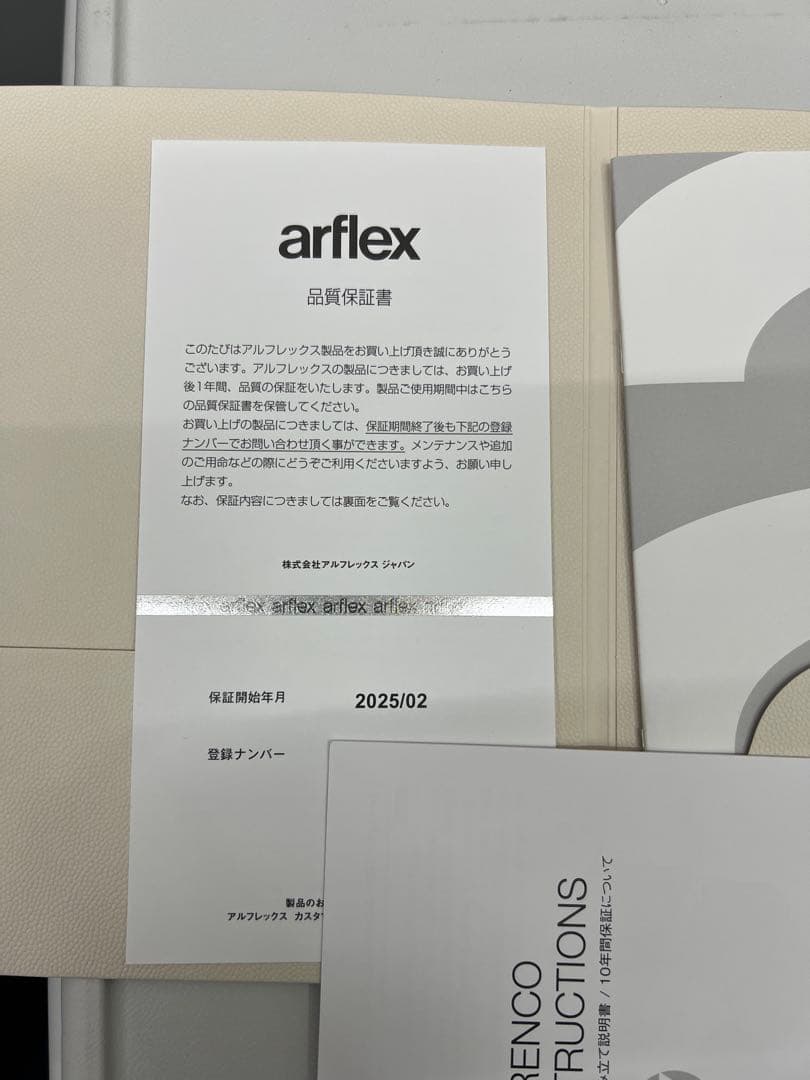 arflex
品質保証書
このたびはアルフレックス製品をお買い上げ頂き誠にありがとう
ございます。アルフレックスの製品につきましては、お買い上げ
後1年間、品質の保証をいたします。製品ご使用期間中はこちら
の品質保証書を保管してください。
お買い上げの製品につきましては、保証期間終了後も下記の登録
ナンバーでお問い合わせ頂く事ができます。メンテナンスや追加
のご用命などの際にどうぞご利用くださいますよう、お願い申し
上げます。
なお、保証内容につきましては裏面をご覧ください。
株式会社アルフレックス ジャパン
arflex arflex arflex arflex arflex
保証開始年月 2025/02
登録ナンバー
製品のお
アルフレックス カスタ
RENCO
TRUCTIONS
み立て説明書 / 10年間保証について